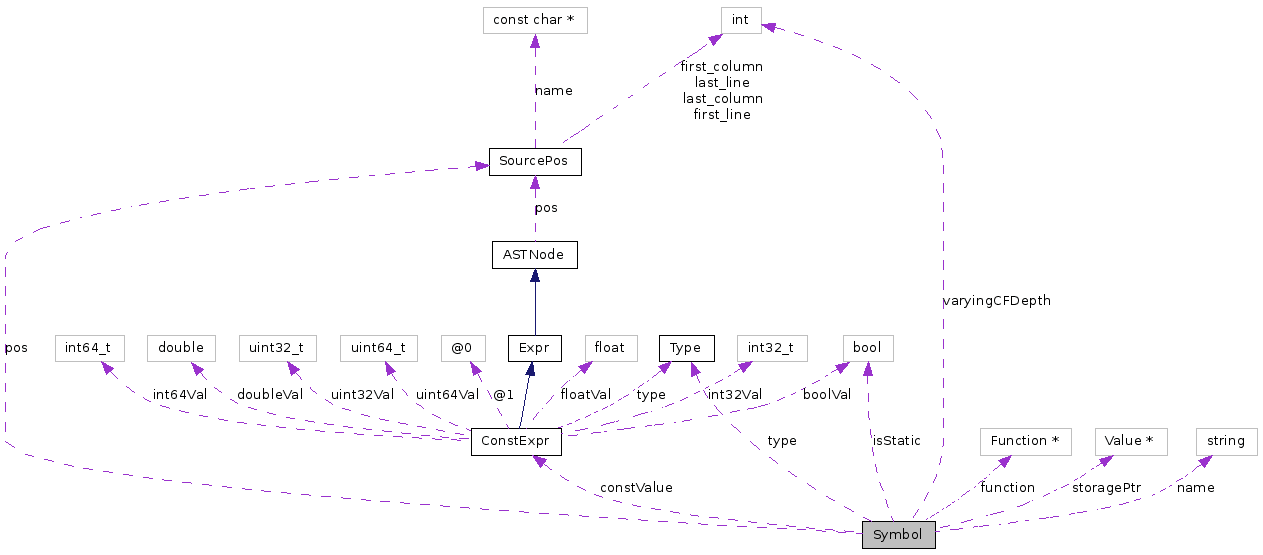 const char *
int
first_column
last_line
last_column
first_line
name
SourcePos
pos
ASTNode
varyingCFDepth
pos
int64_t
double
uint32_t
uint64_t
@0
Expr
float
Type
int32_t
bool
int64Val
doubleVal
uint32Val
uint64Val
@1
floatVal
type
int32Val
boolVal
ConstExpr
type
isStatic
Function *
Value *
string
constValue
function
storagePtr
name
Symbol